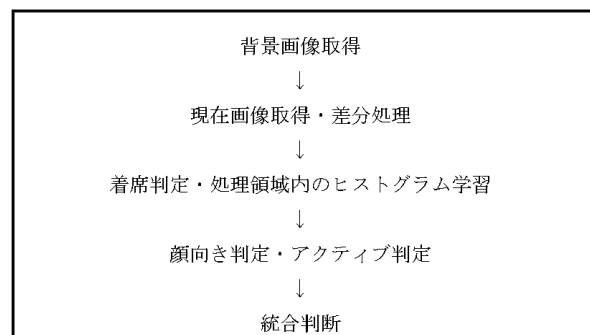 背景画像取得
↓
現在画像取得・差分処理
↓
着席判定・処理領域内のヒストグラム学習
↓
顔向き判定・アクティブ判定
↓
統合判断